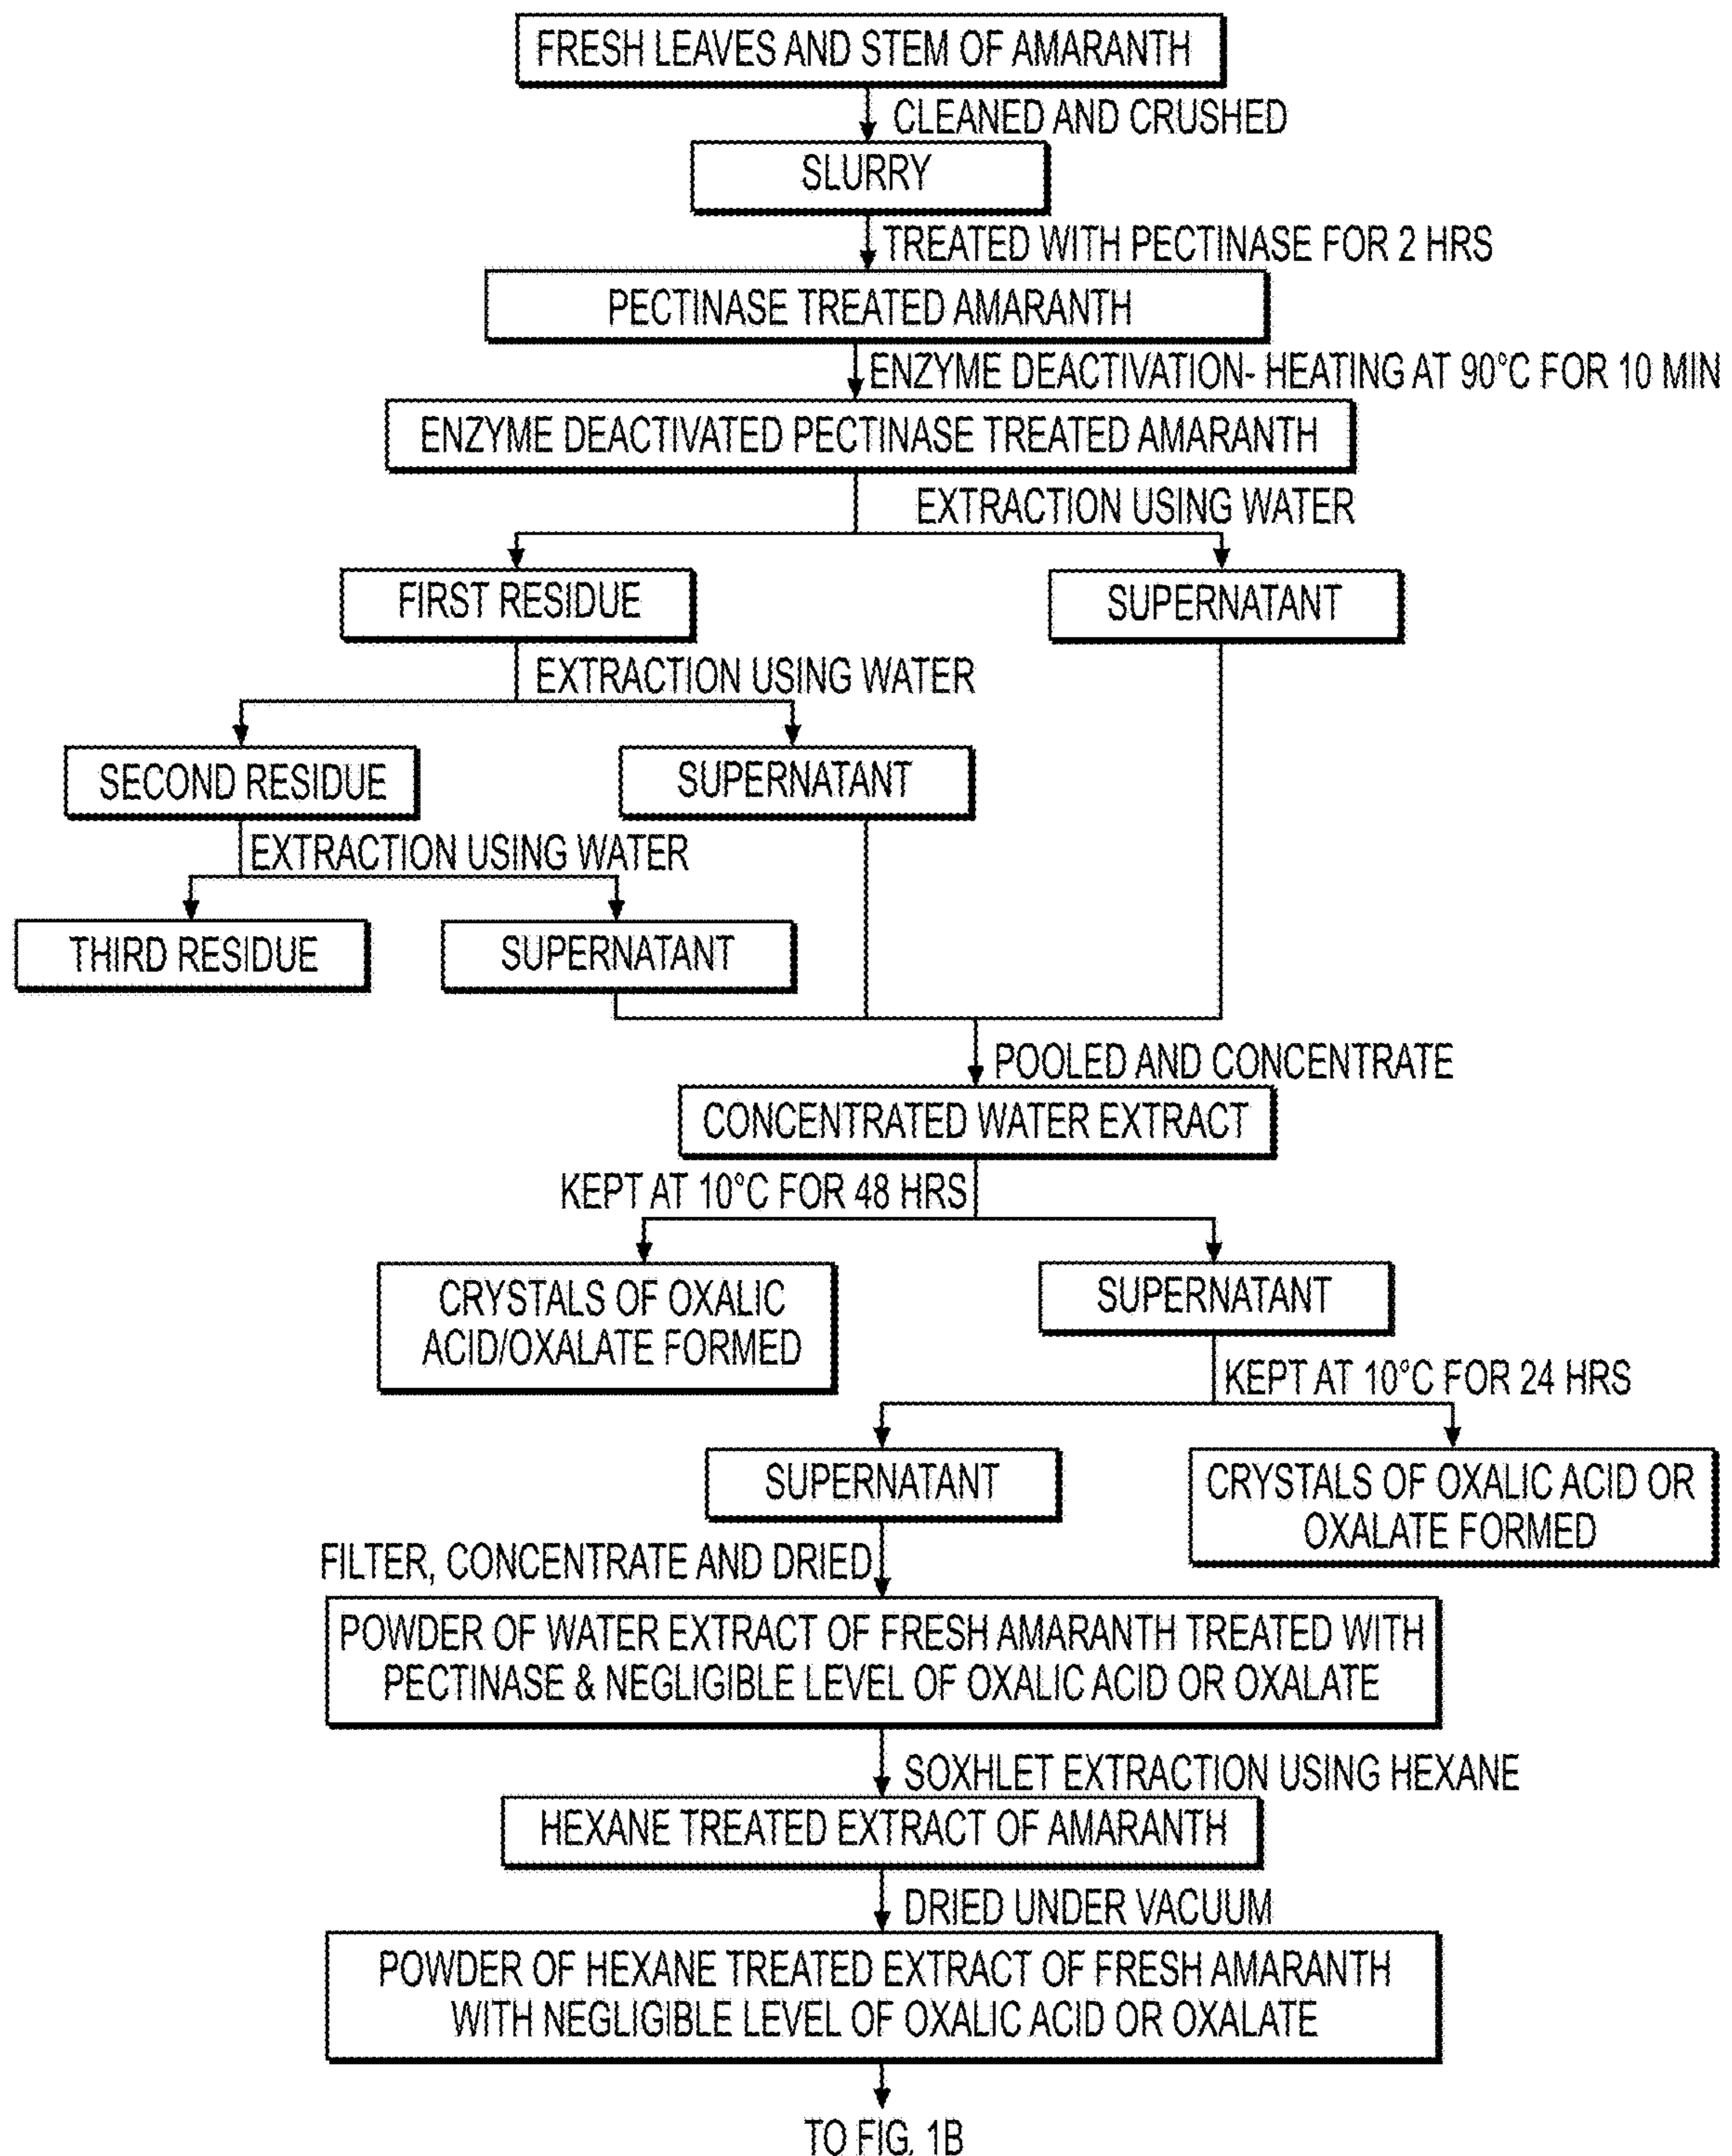 FRESH LEAVES AND STEM OF AMARANTH
CLEANED AND CRUSHED
SLURRY
TREATED WITH PECTINASE FOR 2 HRS
PECTINASE TREATED AMARANTH
ENZYME DEACTIVATION- HEATING AT 90°C FOR 10 MIN
ENZYME DEACTIVATED PECTINASE TREATED AMARANTH
EXTRACTION USING WATER
FIRST RESIDUE
SUPERNATANT
EXTRACTION USING WATER
SECOND RESIDUE
SUPERNATANT
EXTRACTION USING WATER
THIRD RESIDUE
SUPERNATANT
POOLED AND CONCENTRATE
CONCENTRATED WATER EXTRACT
KEPT AT 10°C FOR 48 HRS
CRYSTALS OF OXALIC
ACID/OXALATE FORMED
SUPERNATANT
KEPT AT 10°C FOR 24 HRS
SUPERNATANT
CRYSTALS OF OXALIC ACID OR
OXALATE FORMED
FILTER, CONCENTRATE AND DRIED
POWDER OF WATER EXTRACT OF FRESH AMARANTH TREATED WITH
PECTINASE & NEGLIGIBLE LEVEL OF OXALIC ACID OR OXALATE
SOXHLET EXTRACTION USING HEXANE
HEXANE TREATED EXTRACT OF AMARANTH
DRIED UNDER VACUUM
POWDER OF HEXANE TREATED EXTRACT OF FRESH AMARANTH
WITH NEGLIGIBLE LEVEL OF OXALIC ACID OR OXALATE
TO FIG. 1B